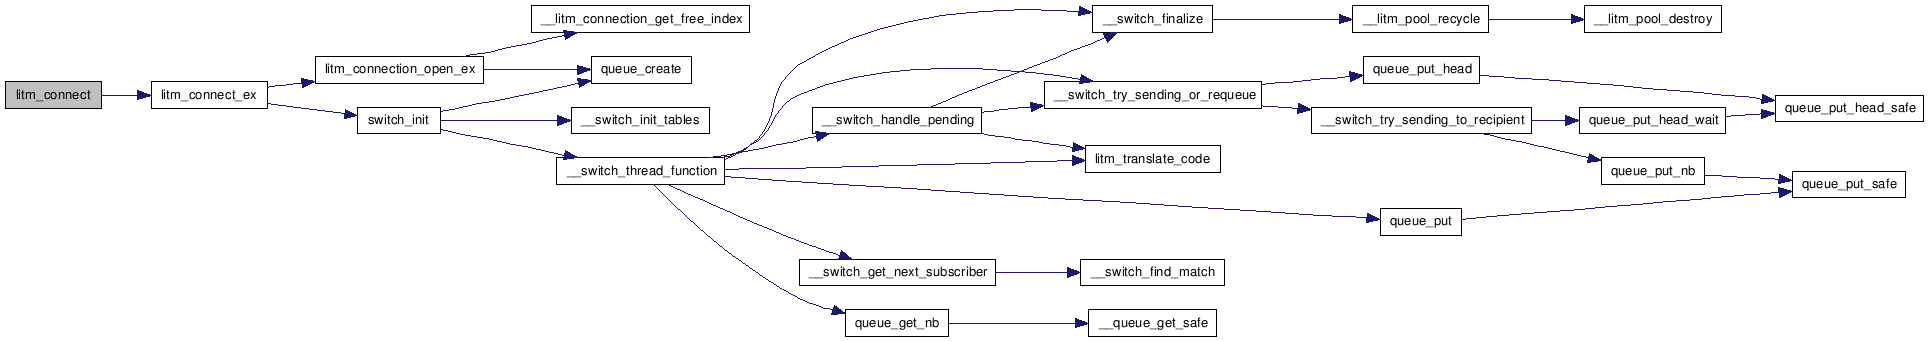 litm_connect
litm_connect_ex
litm_connection_open_ex
switch_init
__litm_connection_get_free_index
queue_create
__switch_init_tables
__switch_thread_function
__switch_handle_pending
__switch_get_next_subscriber
queue_get_nb
__switch_finalize
__switch_try_sending_or_requeue
litm_translate_code
__switch_find_match
__queue_get_safe
__litm_pool_recycle
queue_put_head
__switch_try_sending_to_recipient
queue_put
__litm_pool_destroy
queue_put_head_wait
queue_put_nb
queue_put_head_safe
queue_put_safe